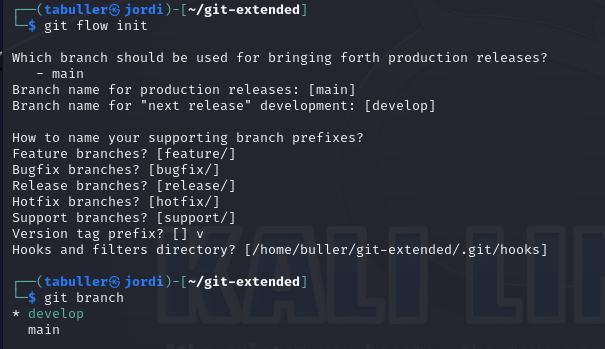 ┌──(tabuller㉿jordi)-[~/git-extended]
└─$ git flow init
Which branch should be used for bringing forth production releases?
- main
Branch name for production releases: [main]
Branch name for "next release" development: [develop]
How to name your supporting branch prefixes?
Feature branches? [feature/]
Bugfix branches? [bugfix/]
Release branches? [release/]
Hotfix branches? [hotfix/]
Support branches? [support/]
Version tag prefix? [] v
Hooks and filters directory? [/home/buller/git-extended/.git/hooks]
┌──(tabuller㉿jordi)-[~/git-extended]
└─$ git branch
* develop
main
KALI LIN